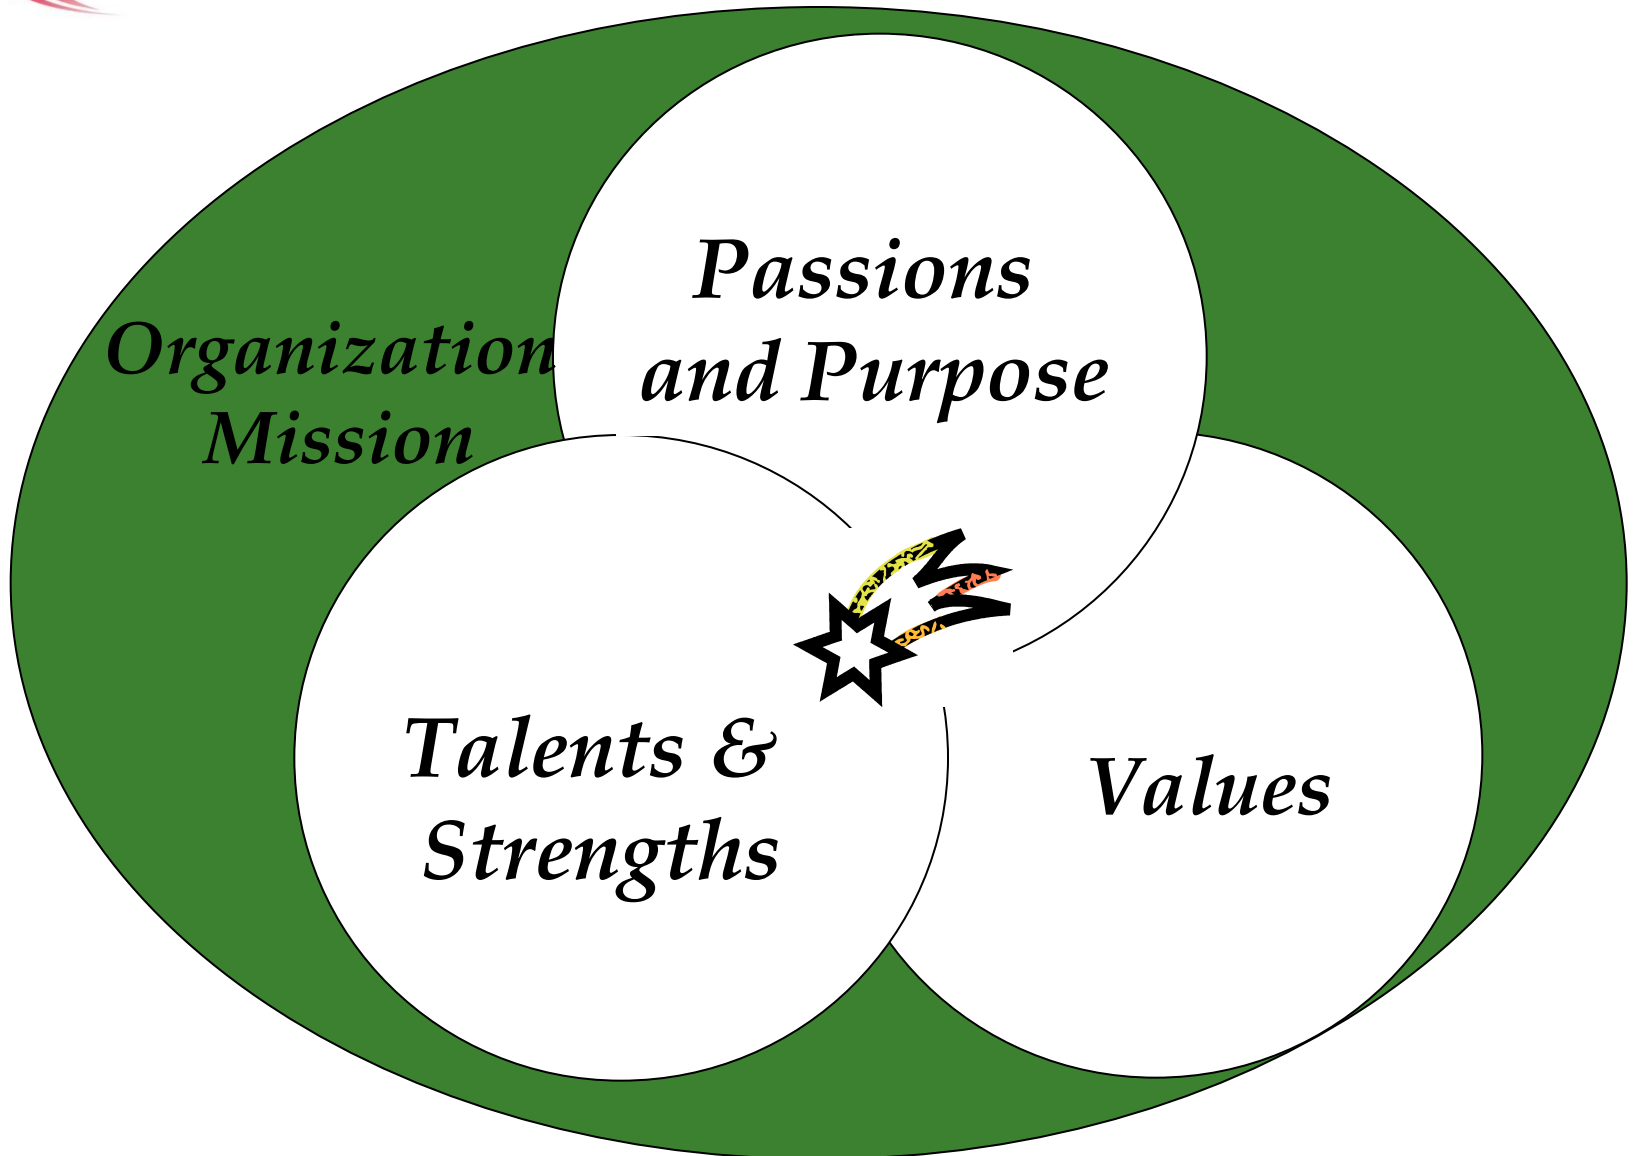 Passions
and Purpose
Organization
Mission
Talents &
Strengths
Values